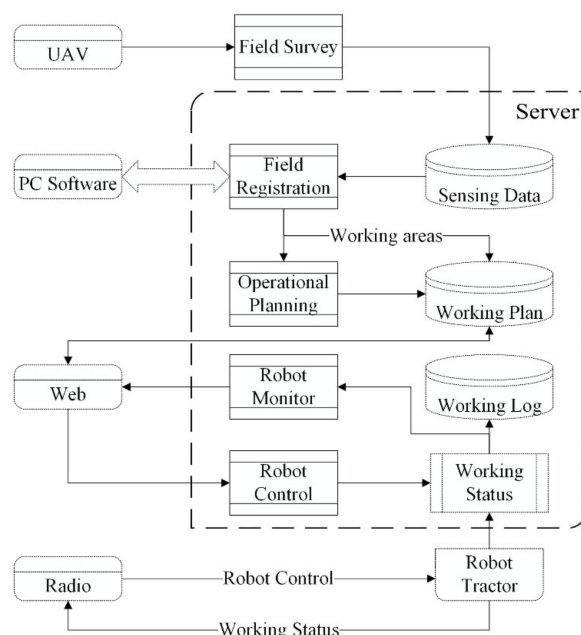 UAV
Field Survey
Server
PC Software
Field
Registration
Sensing Data
Working areas
Operational
Planning
Working Plan
Web
Robot
Monitor
Working Log
Robot
Control
Working
Status
Radio
Robot Control
Robot
Tractor
Working Status